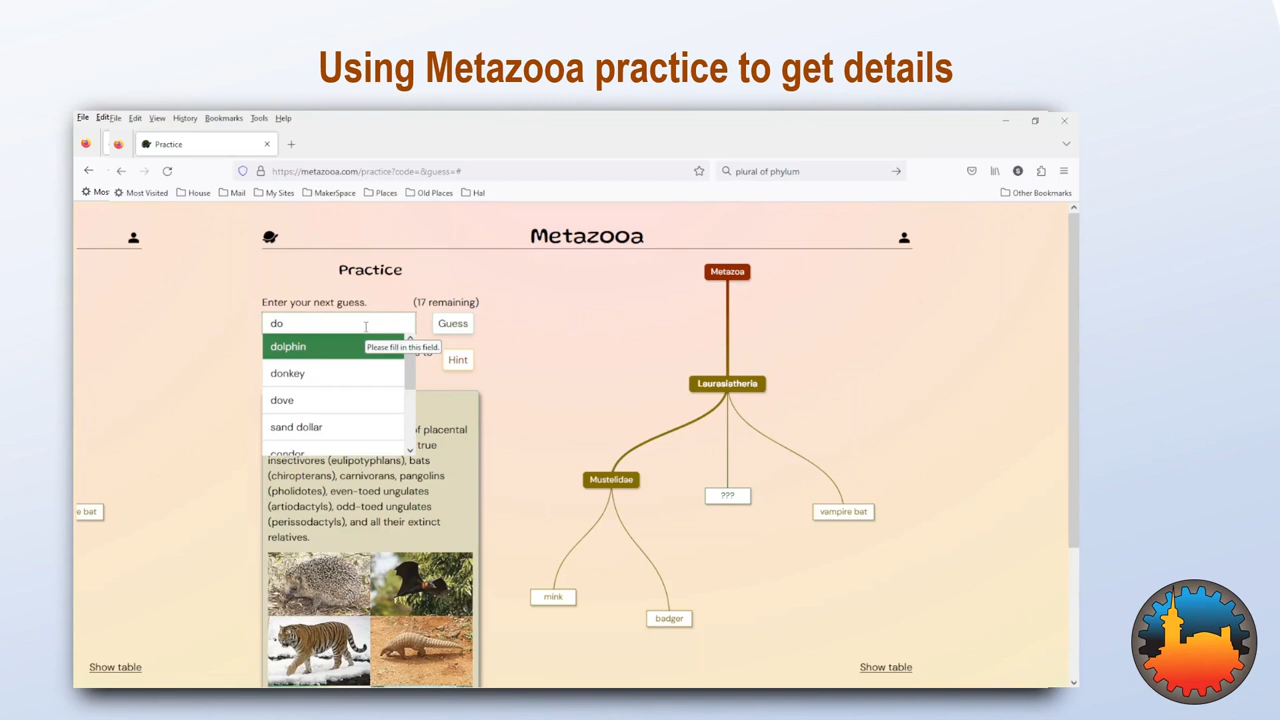 Using Metazooa practice to get details
File EditFile Edit View History Bookmarks Tools Help
Practice
https://metazooa.com/practice?code=&guess=#
plural of phylum
Mos Most Visited House Mail My Sites MakerSpace Places Old Places Hal Other Bookmarks
Metazooa
Practice
Enter your next guess. (17 remaining)
do
Guess
dolphin
Please fill in this field.
Hint
donkey
dove
sand dollar
condor
of placental
true
insectivores (eulipotyphlans), bats
(chiropterans), carnivorans, pangolins
(pholidotes), even-toed ungulates
(artiodactyls), odd-toed ungulates
(perissodactyls), and all their extinct
relatives.
Metazoa
Laurasiatheria
Mustelidae
???
vampire bat
e bat
mink
badger
Show table
Show table